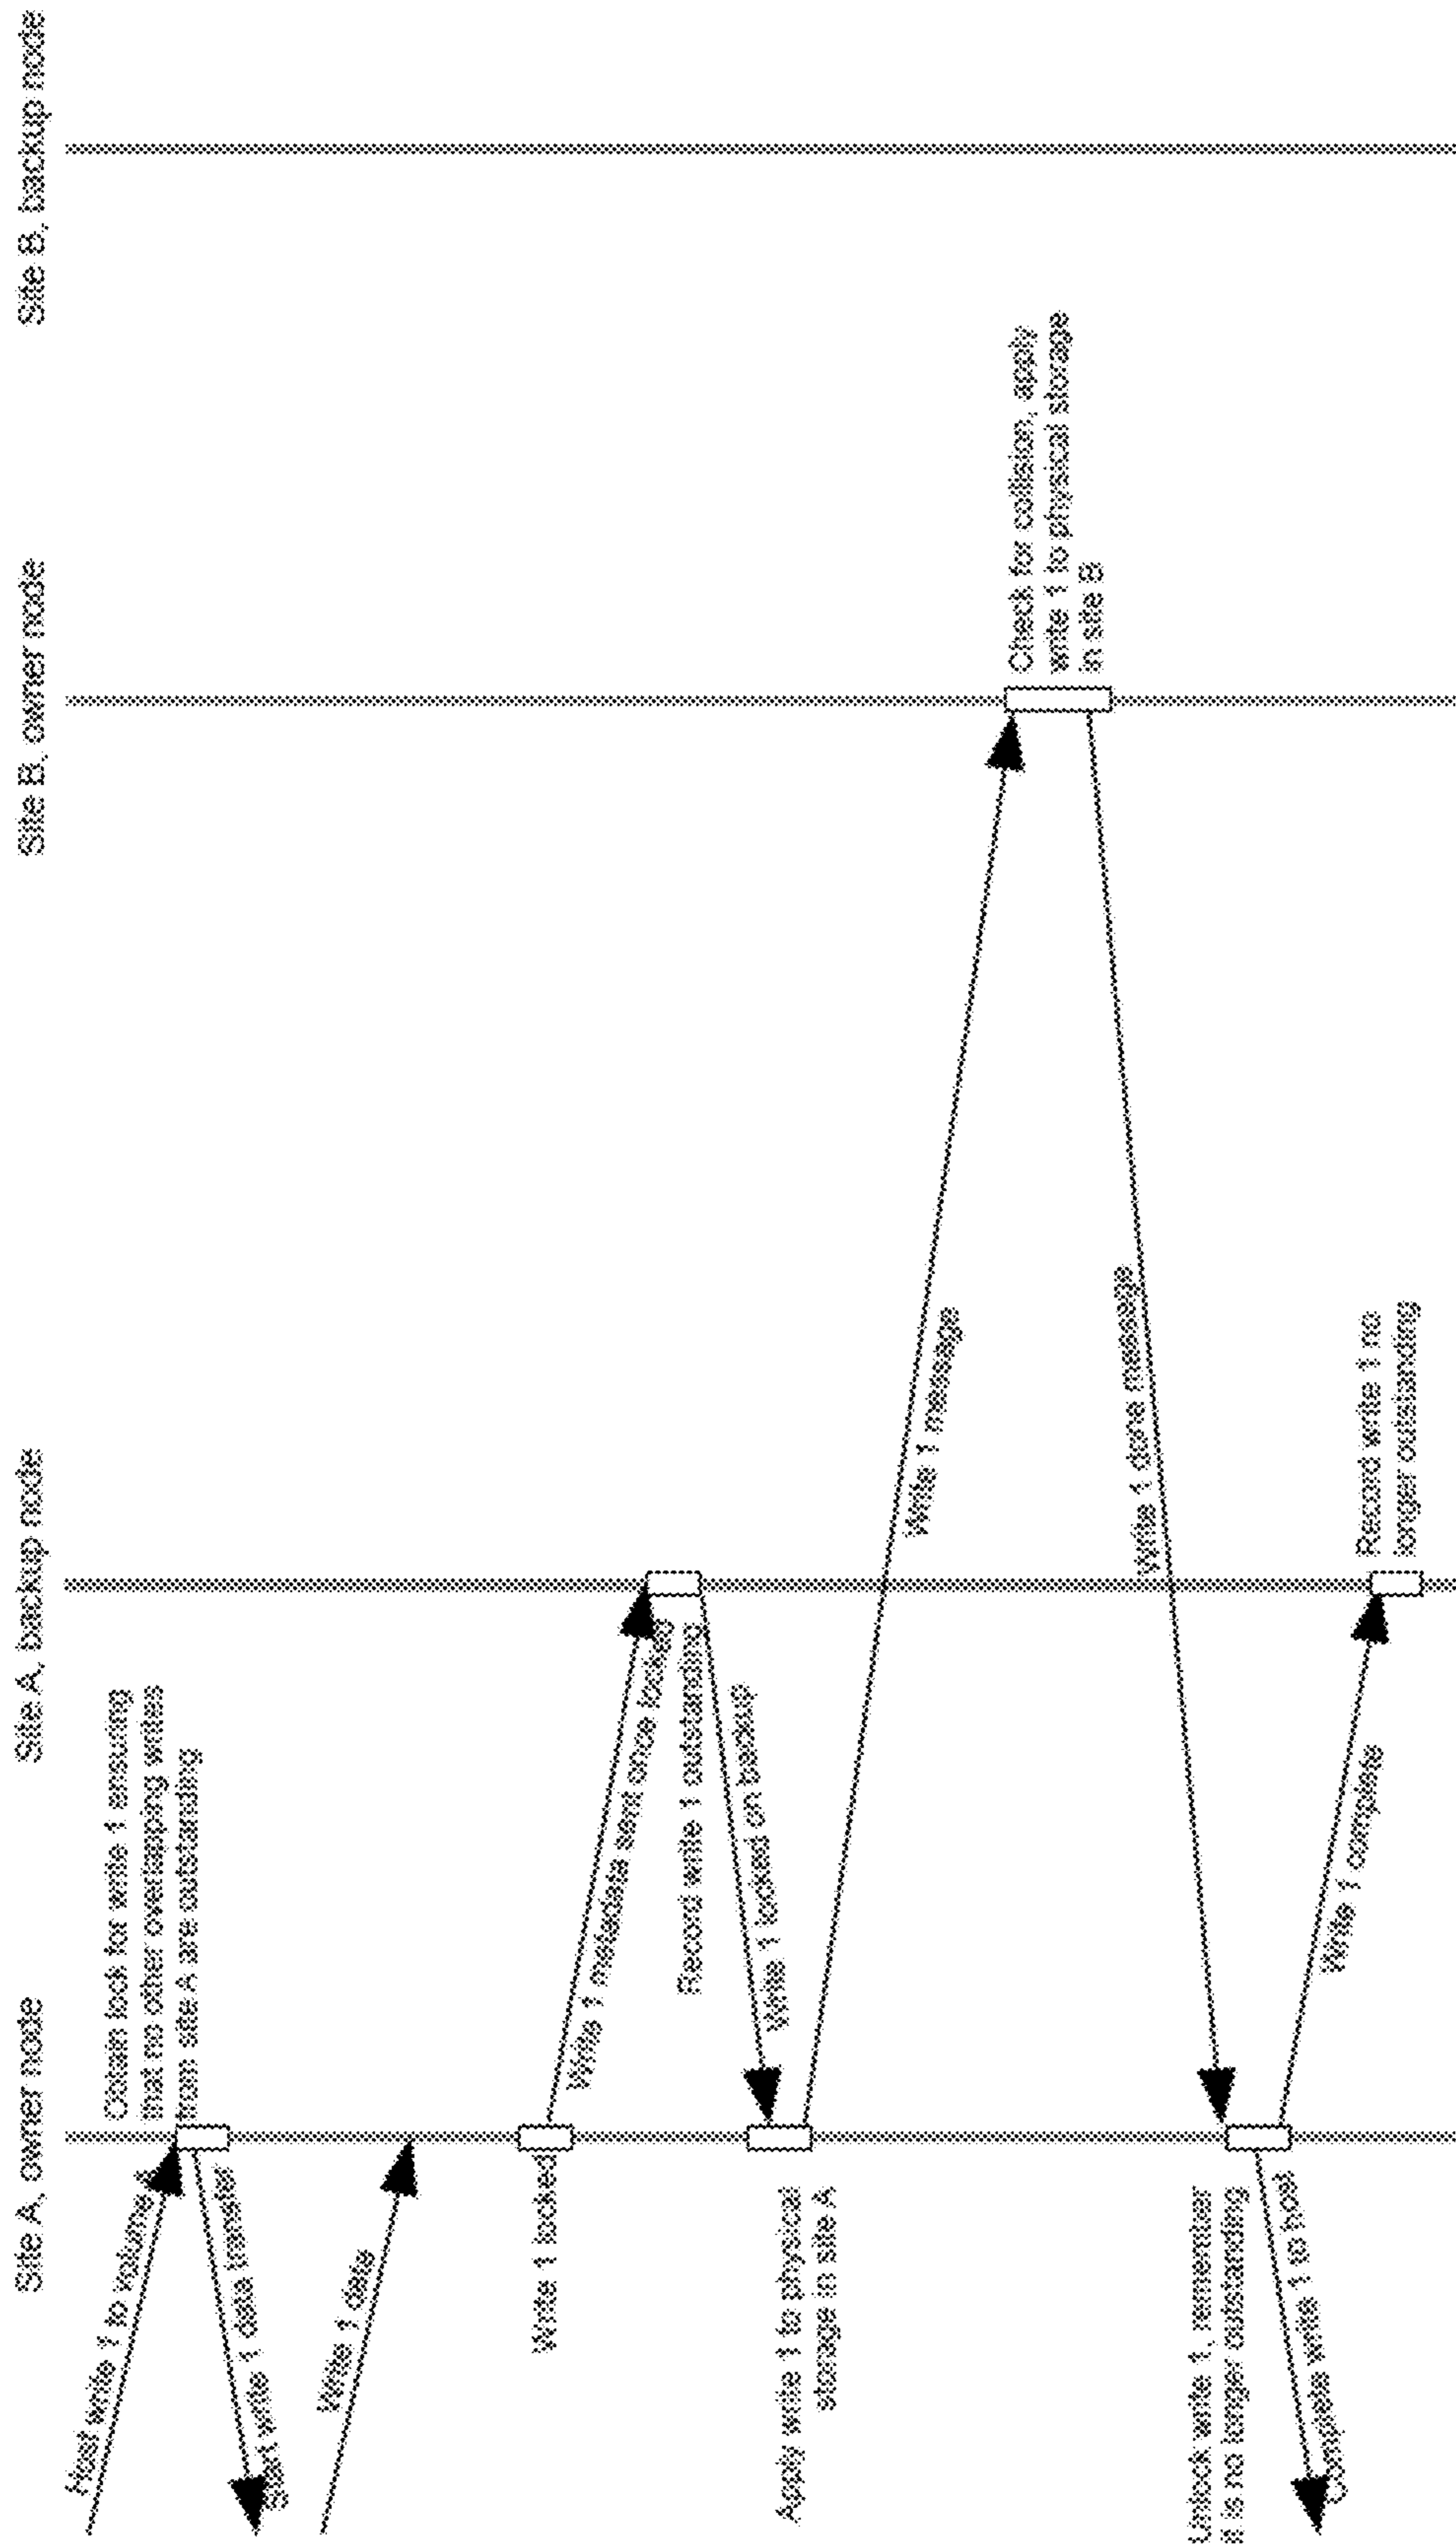 Site A, owner node
Site A, backup node
Site B, owner node
Site B, backup node
Host write 1 to volume A
Obtain lock for write 1 ensuring
that no other overlapping writes
from site A are outstanding
Start write 1 data transfer
Write 1 data
Write 1 locked
Write 1 metadata sent once locked
Record write 1 outstanding
Write 1 locked on backup
Apply write 1 to physical
storage in site A
Write 1 message
Check for collision, apply
write 1 to physical storage
in site B
Write 1 done message
Unlock write 1, remember
it is no longer outstanding
Complete write 1 to host
Write 1 complete
Record write 1 no
longer outstanding